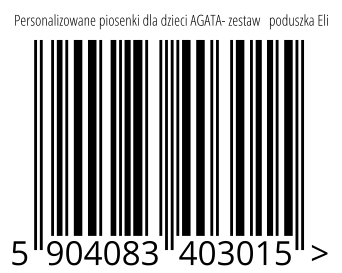 Personalizowane piosenki dla dzieci AGATA- zestaw poduszka Eli
5 904083 403015 >